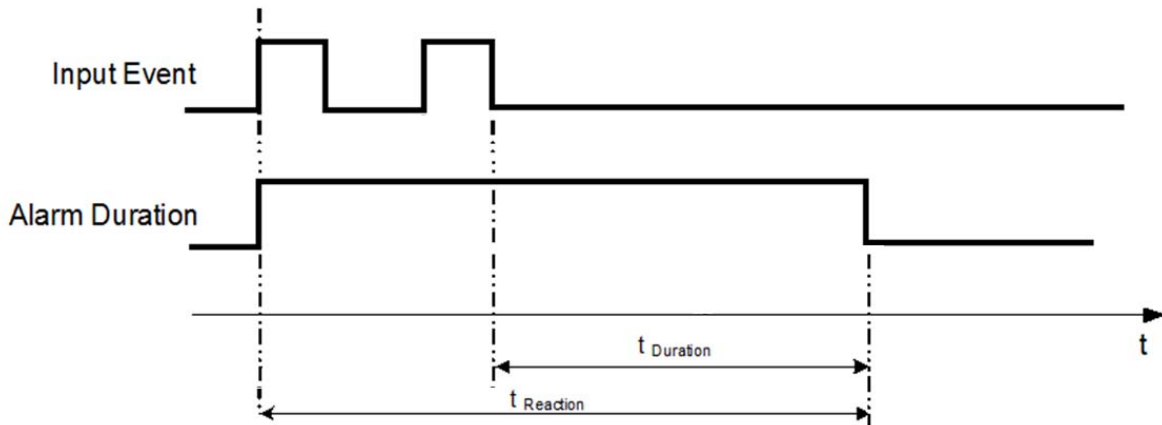 Input Event
Alarm Duration
t
t Duration
t Reaction